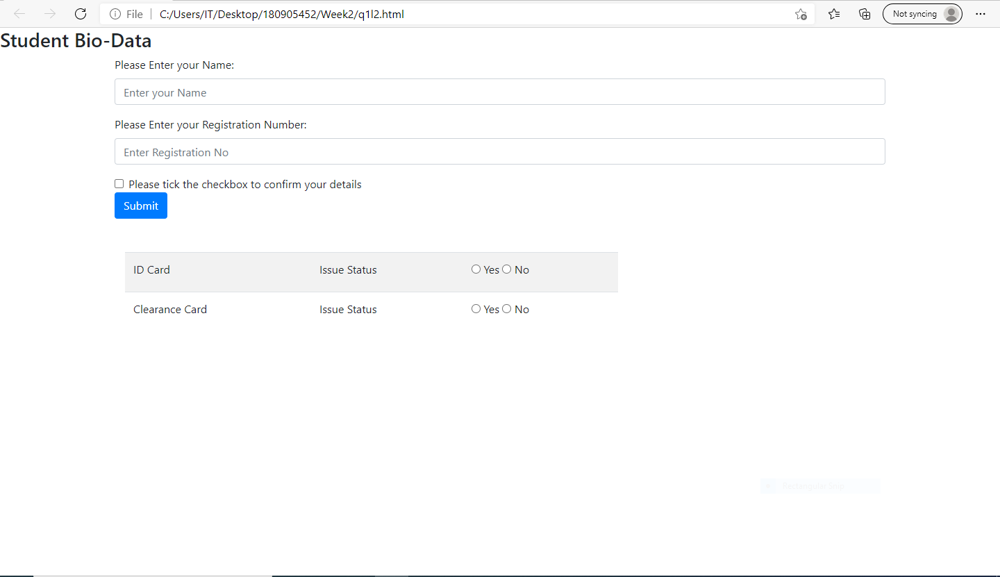 File C:/Users/IT/Desktop/180905452/Week2/q1l2.html Not syncing
Student Bio-Data
Please Enter your Name:
Enter your Name
Please Enter your Registration Number:
Enter Registration No
Please tick the checkbox to confirm your details
Submit
ID Card Issue Status Yes No
Clearance Card Issue Status Yes No
Rectangular Snip